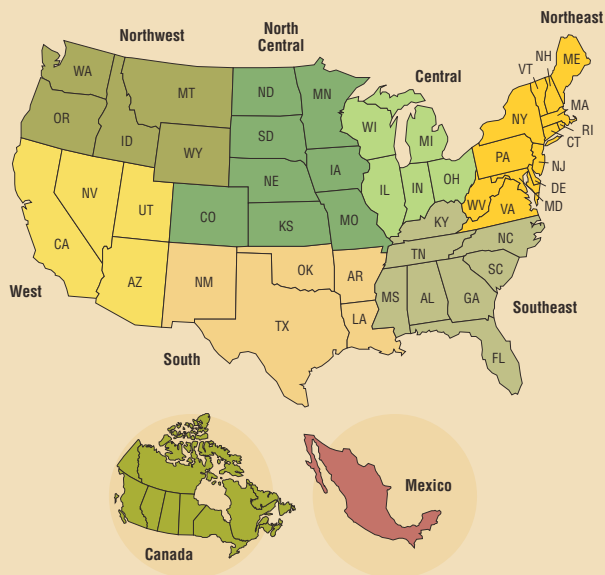 Northeast
Northwest
North
Central
Central
ME
NH
VT
WA
MT
ND
MN
OR
ID
WY
SD
WI
MI
NY
MA
RI
CT
PA
NJ
DE
MD
NV
UT
CA
NE
IA
IL
IN
OH
WV
VA
CO
KS
MO
KY
NC
TN
SC
AZ
NM
OK
AR
MS
AL
GA
West
TX
LA
Southeast
South
FL
Mexico
Canada